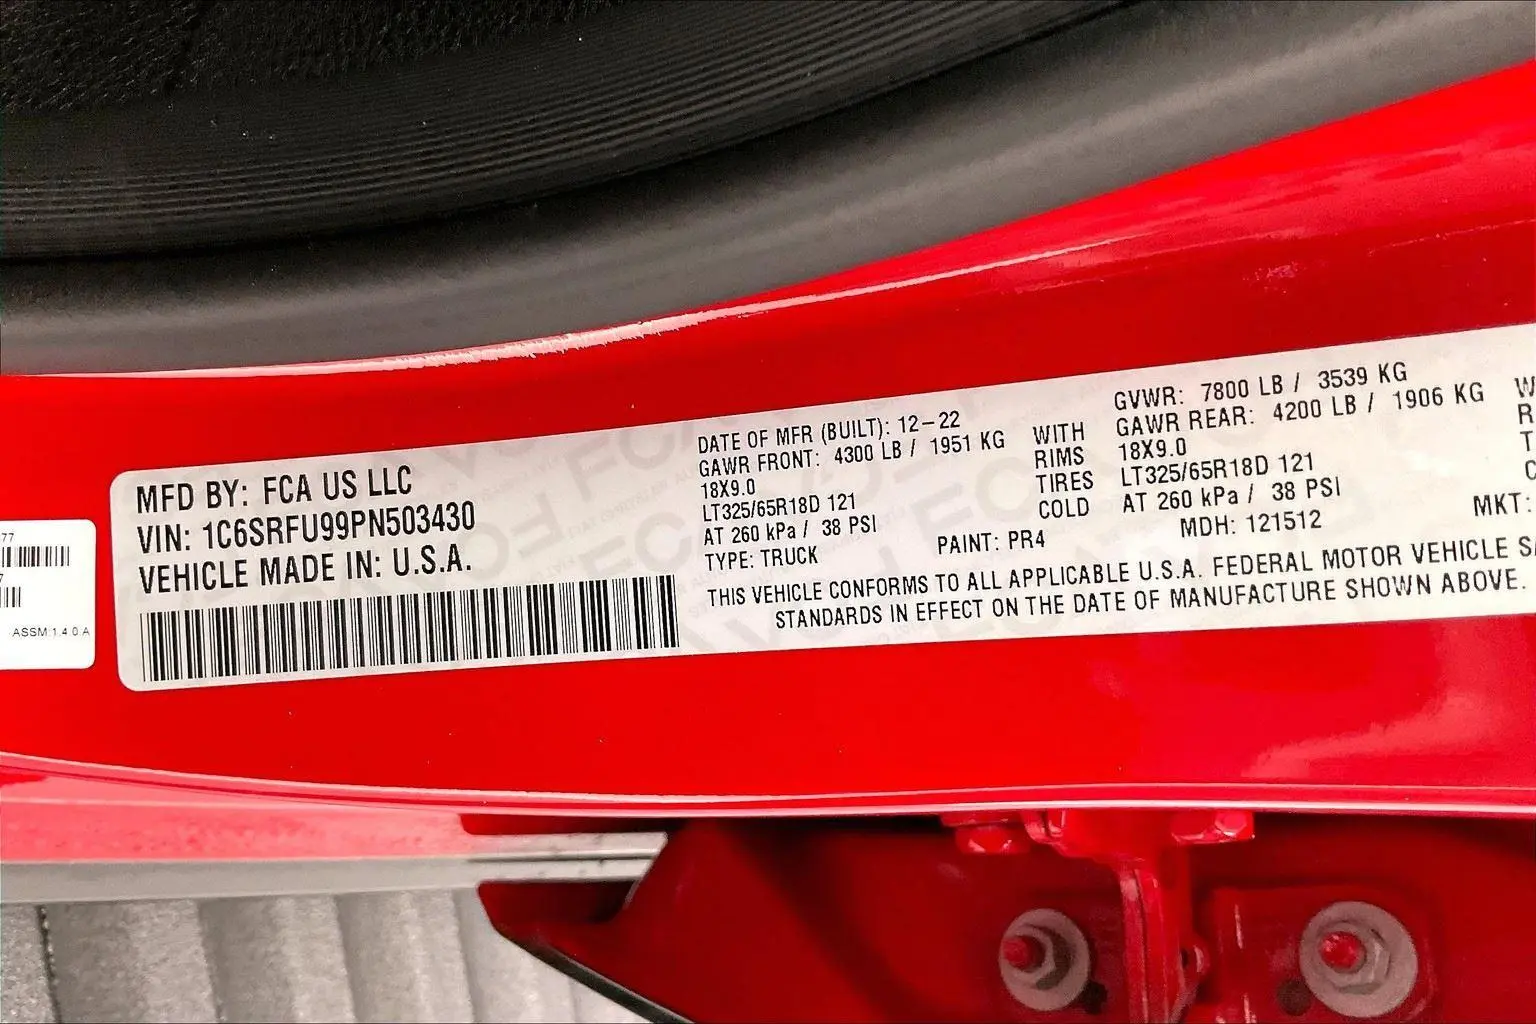 77
7
ASSM:1.4.0.A
MFD BY: FCA US LLC
VIN: 1C6SRFU99PN503430
VEHICLE MADE IN: U.S.A.
DATE OF MFR (BUILT): 12-22
GVWR: 7800 LB / 3539 KG
GAWR FRONT: 4300 LB / 1951 KG WITH GAWR REAR: 4200 LB / 1906 KG W
18X9.0 RIMS 18X9.0 R
LT325/65R18D 121 TIRES LT325/65R18D 121 T
AT 260 kPa / 38 PSI COLD AT 260 kPa / 38 PSI C
TYPE: TRUCK PAINT: PR4 MDH: 121512 MKT:
THIS VEHICLE CONFORMS TO ALL APPLICABLE U.S.A. FEDERAL MOTOR VEHICLE SA
STANDARDS IN EFFECT ON THE DATE OF MANUFACTURE SHOWN ABOVE.